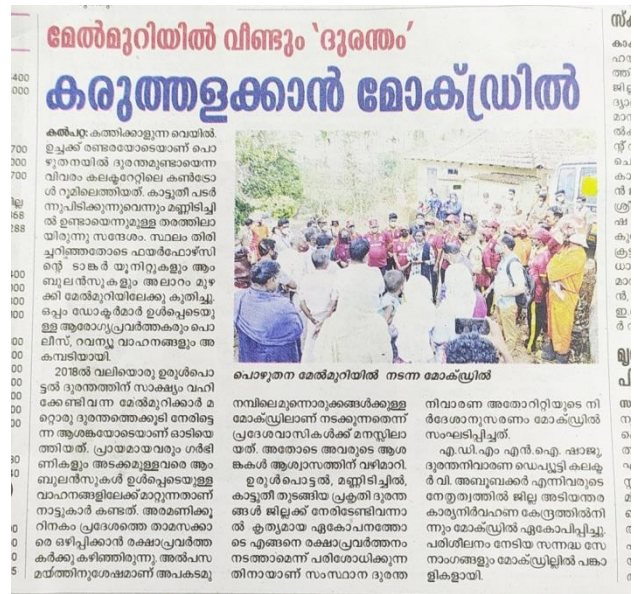 മേൽമുറിയിൽ വീണ്ടും ‘ദുരന്തം’
കരുത്തളക്കാൻ മോക്ഡ്രിൽ
കൽപറ്റ: കത്തിക്കാളുന്ന വെയിൽ.
ഉച്ചക്ക് രണ്ടരയോടെയാണ് പൊ
ഴുതനയിൽ ദുരന്തമുണ്ടായെന്ന
വിവരം കലക്ടറേറ്റിലെ കൺട്രോ
ൾ റൂമിലെത്തിയത്. കാട്ടുതീ പടർ
ന്നുപിടിക്കുന്നുവെന്നും മണ്ണിടിച്ചി
ൽ ഉണ്ടായെന്നുമുള്ള തരത്തിലാ
യിരുന്നു സന്ദേശം. സ്ഥലം തിരി
ച്ചറിഞ്ഞതോടെ ഫയർഫോഴ്സി
ന്റെ ടാങ്കർ യൂനിറ്റുകളും ആം
ബുലൻസുകളും അലാറം മുഴ
ക്കി മേൽമുറിയിലേക്കു കുതിച്ചു.
ഒപ്പം ഡോക്ടർമാർ ഉൾപ്പെടെയു
ള്ള ആരോഗ്യപ്രവർത്തകരും പൊ
ലീസ്, റവന്യൂ വാഹനങ്ങളും അ
കമ്പടിയായി.
2018ൽ വലിയൊരു ഉരുൾപൊ
ട്ടൽ ദുരന്തത്തിന് സാക്ഷ്യം വഹി
ക്കേണ്ടിവന്ന മേൽമുറിക്കാർ മ
റ്റൊരു ദുരന്തത്തെക്കൂടി നേരിട്ടെ
ന്ന ആശങ്കയോടെയാണ് ഓടിയെ
ത്തിയത്. പ്രായമായവരും ഗർഭി
ണികളും അടക്കമുള്ളവരെ ആം
ബുലൻസുകൾ ഉൾപ്പെടെയുള്ള
വാഹനങ്ങളിലേക്ക് മാറ്റുന്നതാണ്
നാട്ടുകാർ കണ്ടത്. അരമണിക്കൂ
റിനകം പ്രദേശത്തെ താമസക്കാ
രെ ഒഴിപ്പിക്കാൻ രക്ഷാപ്രവർത്ത
കർക്കു കഴിഞ്ഞിരുന്നു. അൽപസ
മയത്തിനുശേഷമാണ് അപകടമു
പൊഴുതന മേൽമുറിയിൽ നടന്ന മോക്ഡ്രിൽ
നമ്പിലെമുന്നൊരുക്കങ്ങൾക്കുള്ള
മോക്ഡ്രിലാണ് നടക്കുന്നതെന്ന്
പ്രദേശവാസികൾക്ക് മനസ്സിലാ
യത്. അതോടെ അവരുടെ ആശ
ങ്കകൾ ആശ്വാസത്തിന് വഴിമാറി.
ഉരുൾപൊട്ടൽ, മണ്ണിടിച്ചിൽ,
കാട്ടുതീ തുടങ്ങിയ പ്രകൃതി ദുരന്ത
ങ്ങൾ ജില്ലക്ക് നേരിടേണ്ടിവന്നാ
ൽ കൃത്യമായ ഏകോപനത്തോ
ടെ എങ്ങനെ രക്ഷാപ്രവർത്തനം
നടത്താമെന്ന് പരിശോധിക്കുന്ന
തിനായാണ് സംസ്ഥാന ദുരന്ത
നിവാരണ അതോറിറ്റിയുടെ നി
ർദേശാനുസരണം മോക്ഡ്രിൽ
സംഘടിപ്പിച്ചത്.
എ.ഡി.എം എൻ.ഐ. ഷാജു,
ദുരന്തനിവാരണ ഡെപ്യൂട്ടി കലക്ട
ർ വി. അബൂബക്കർ എന്നിവരുടെ
നേതൃത്വത്തിൽ ജില്ല അടിയന്തര
കാര്യനിർവഹണ കേന്ദ്രത്തിൽനി
ന്നും മോക്ഡ്രിൽ ഏകോപിപ്പിച്ചു.
പരിശീലനം നേടിയ സന്നദ്ധ സേ
നാംഗങ്ങളും മോക്ഡ്രില്ലിൽ പങ്കാ
ളികളായി.